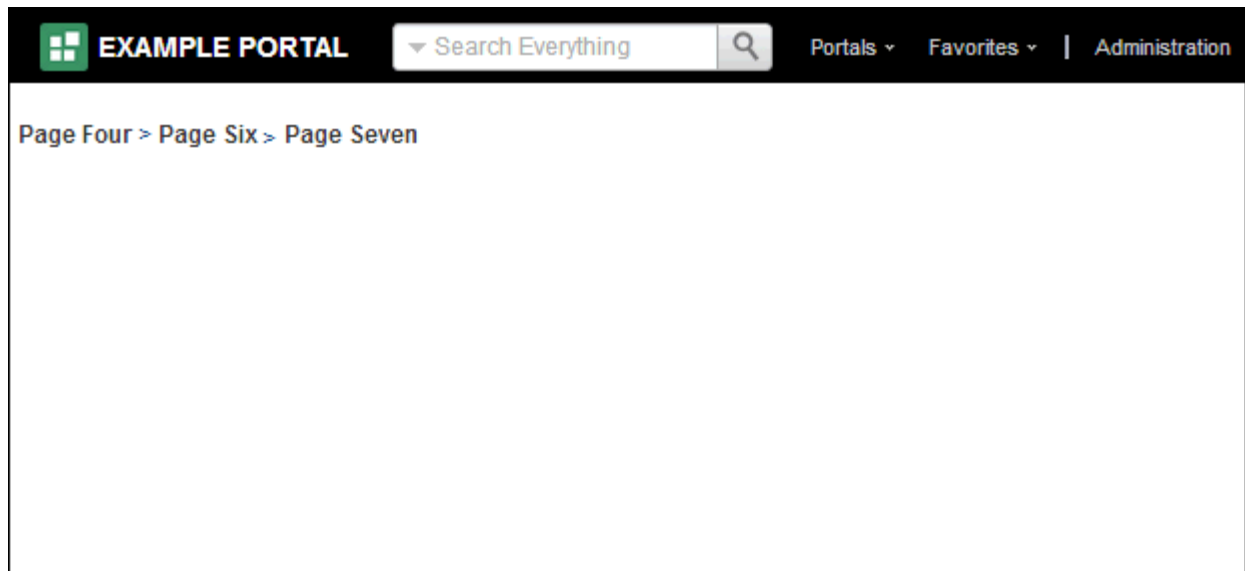 EXAMPLE PORTAL Search Everything Portals Favorites | Administration
Page Four > Page Six > Page Seven